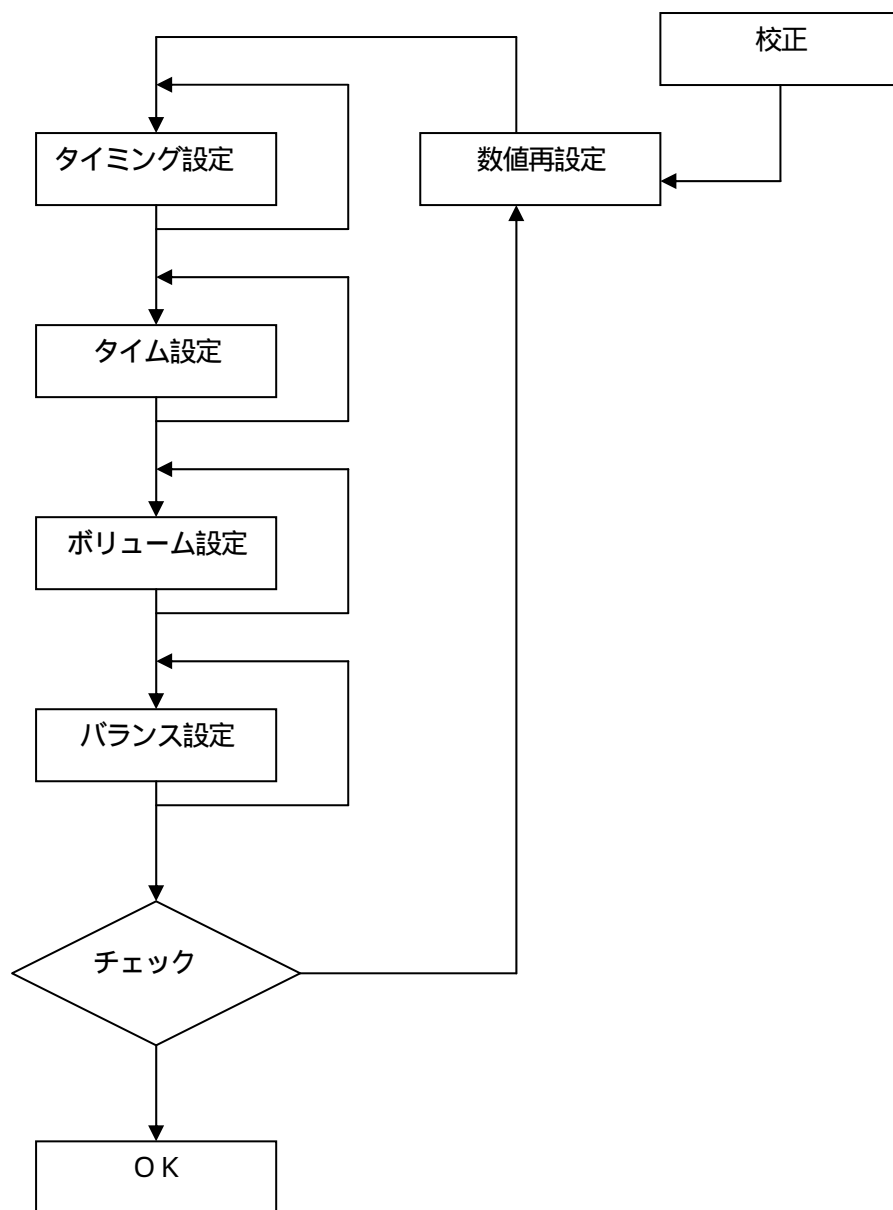 校正
タイミング設定
数値再設定
タイム設定
ボリューム設定
バランス設定
チェック
ＯＫ